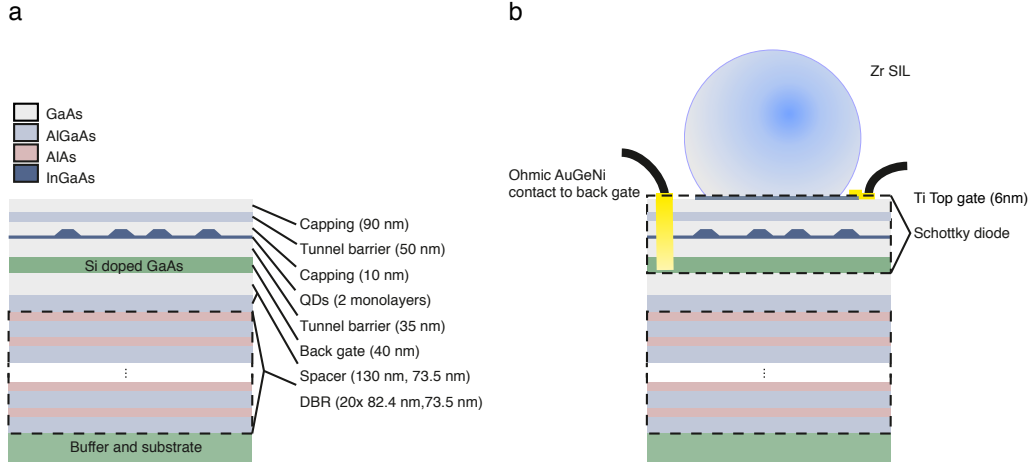 a
GaAs
AlGaAs
AlAs
InGaAs
Si doped GaAs
Capping (90 nm)
Tunnel barrier (50 nm)
Capping (10 nm)
QDs (2 monolayers)
Tunnel barrier (35 nm)
Back gate (40 nm)
Spacer (130 nm, 73.5 nm)
DBR (20x 82.4 nm,73.5 nm)
...
Buffer and substrate
b
Zr SIL
Ohmic AuGeNi
contact to back gate
Ti Top gate (6nm)
Schottky diode
...